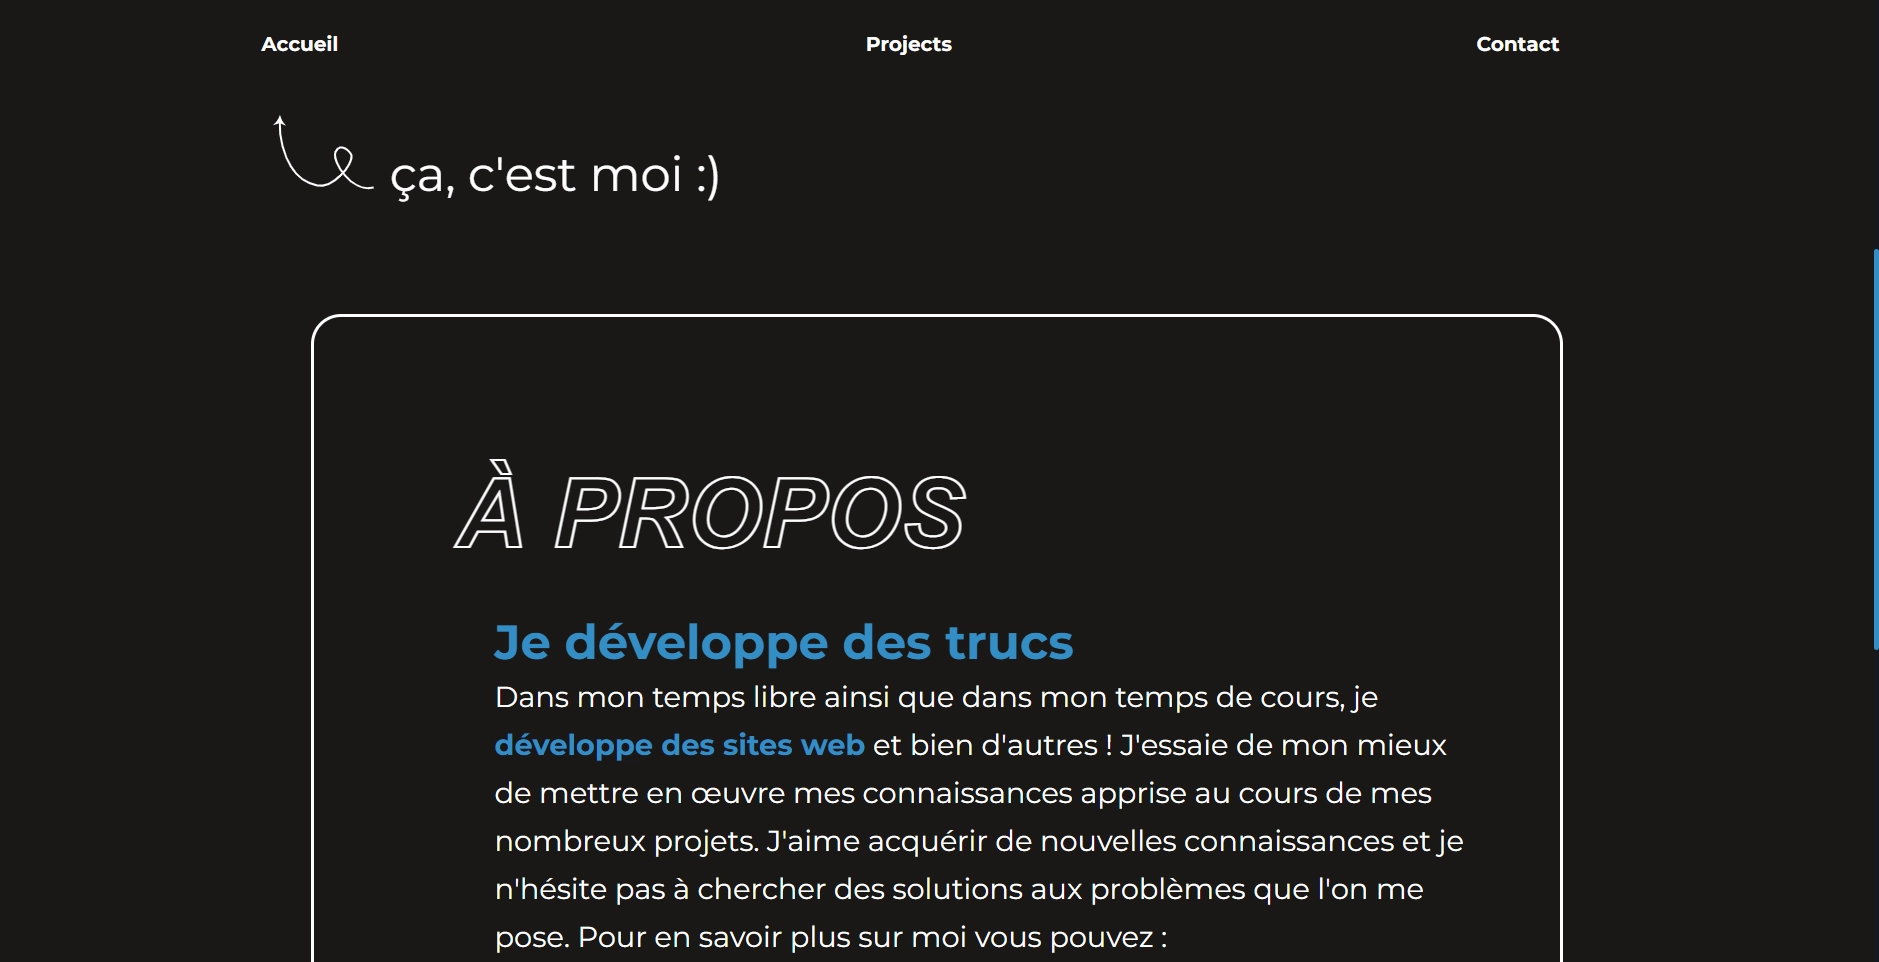 Accueil Projects Contact
ça, c'est moi :)
À PROPOS
Je développe des trucs
Dans mon temps libre ainsi que dans mon temps de cours, je
développe des sites web et bien d'autres ! J'essaie de mon mieux
de mettre en œuvre mes connaissances apprise au cours de mes
nombreux projets. J'aime acquérir de nouvelles connaissances et je
n'hésite pas à chercher des solutions aux problèmes que l'on me
pose. Pour en savoir plus sur moi vous pouvez :